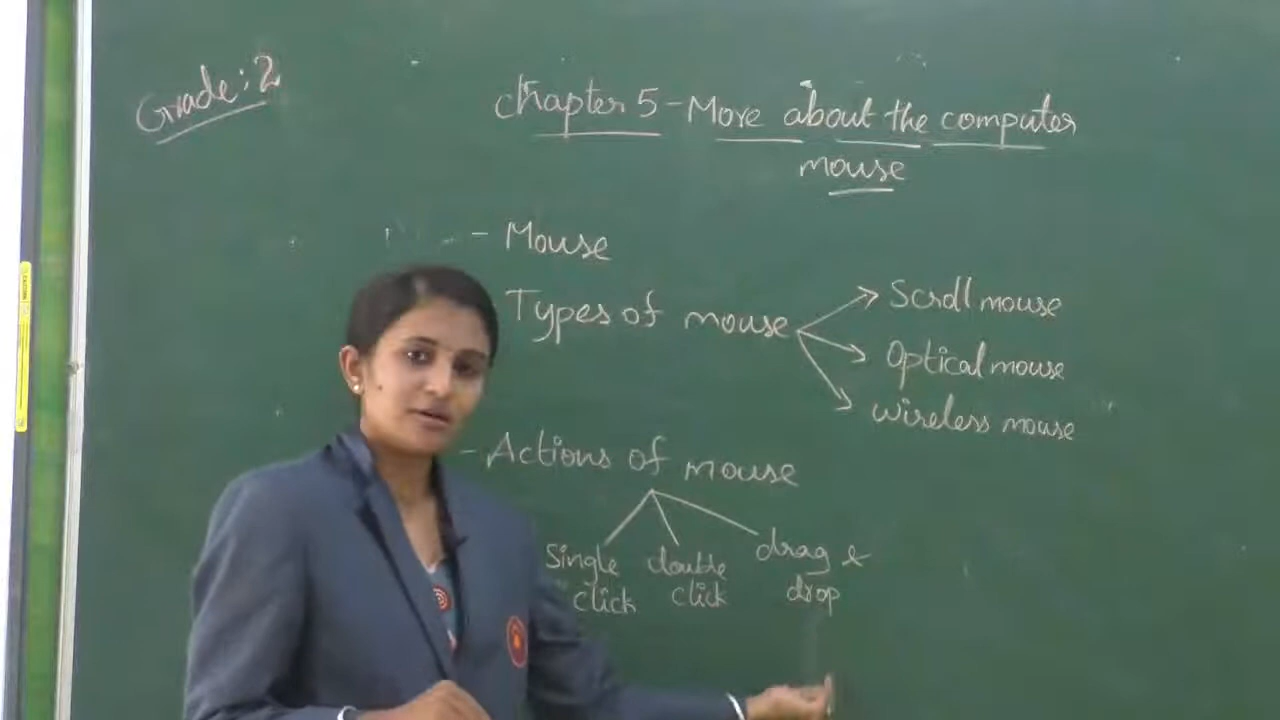 Grade: 2
Chapter 5 - More about the computer
mouse
- Mouse
Types of mouse
Scroll mouse
Optical mouse
wireless mouse
- Actions of mouse
Single click
double click
drag & drop